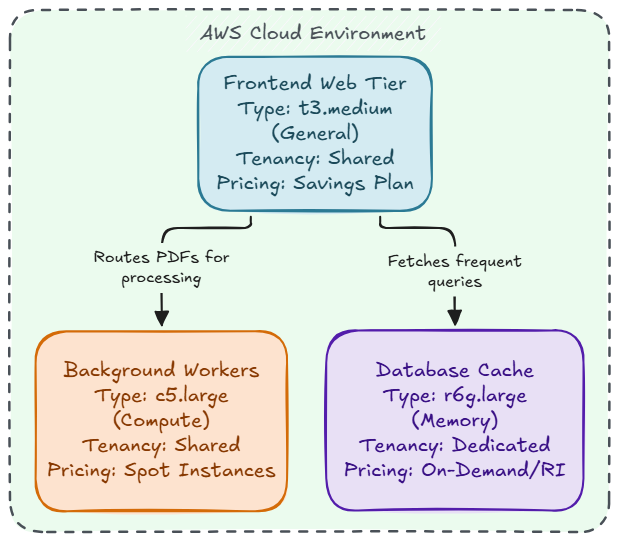 AWS Cloud Environment
Frontend Web Tier
Type: t3.medium
(General)
Tenancy: Shared
Pricing: Savings Plan
Routes PDFs for
processing
Fetches frequent
queries
Background Workers
Type: c5.large
(Compute)
Tenancy: Shared
Pricing: Spot Instances
Database Cache
Type: r6g.large
(Memory)
Tenancy: Dedicated
Pricing: On-Demand/RI